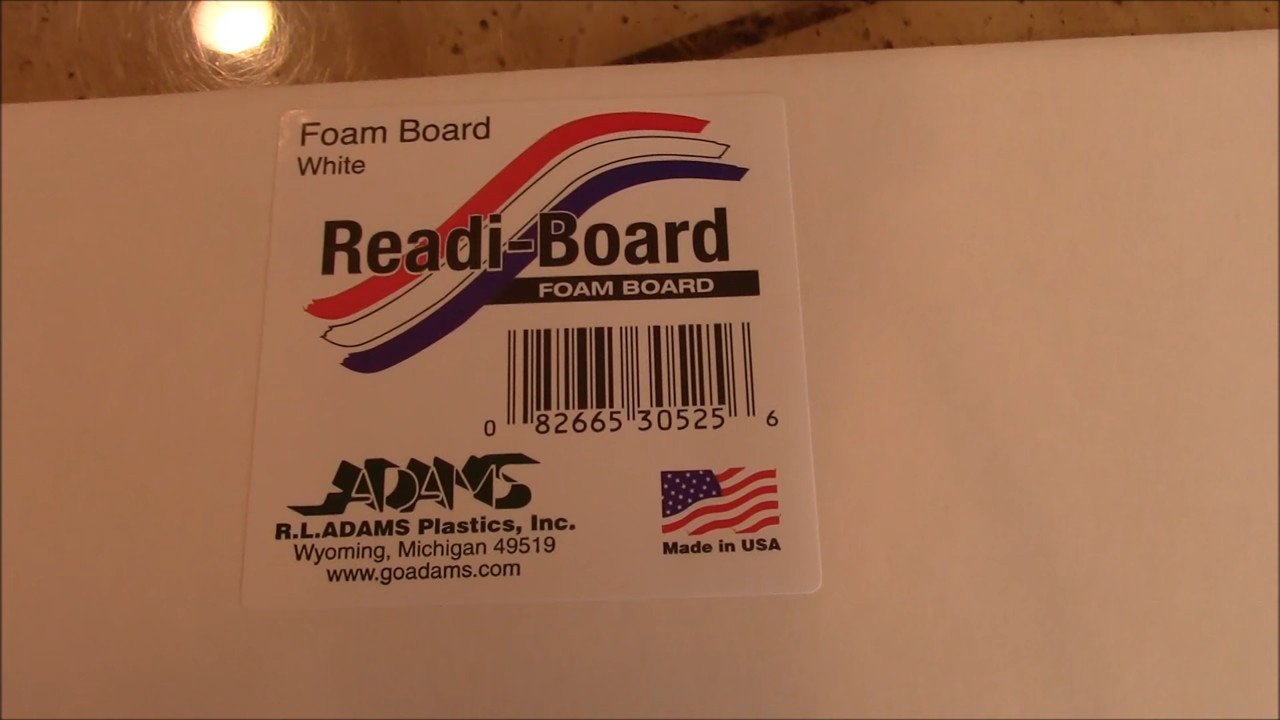 Foam Board
White
Readi-Board
FOAM BOARD
0 82665 30525 6
ADAMS
R.L.ADAMS Plastics, Inc.
Wyoming, Michigan 49519
www.goadams.com
Made in USA